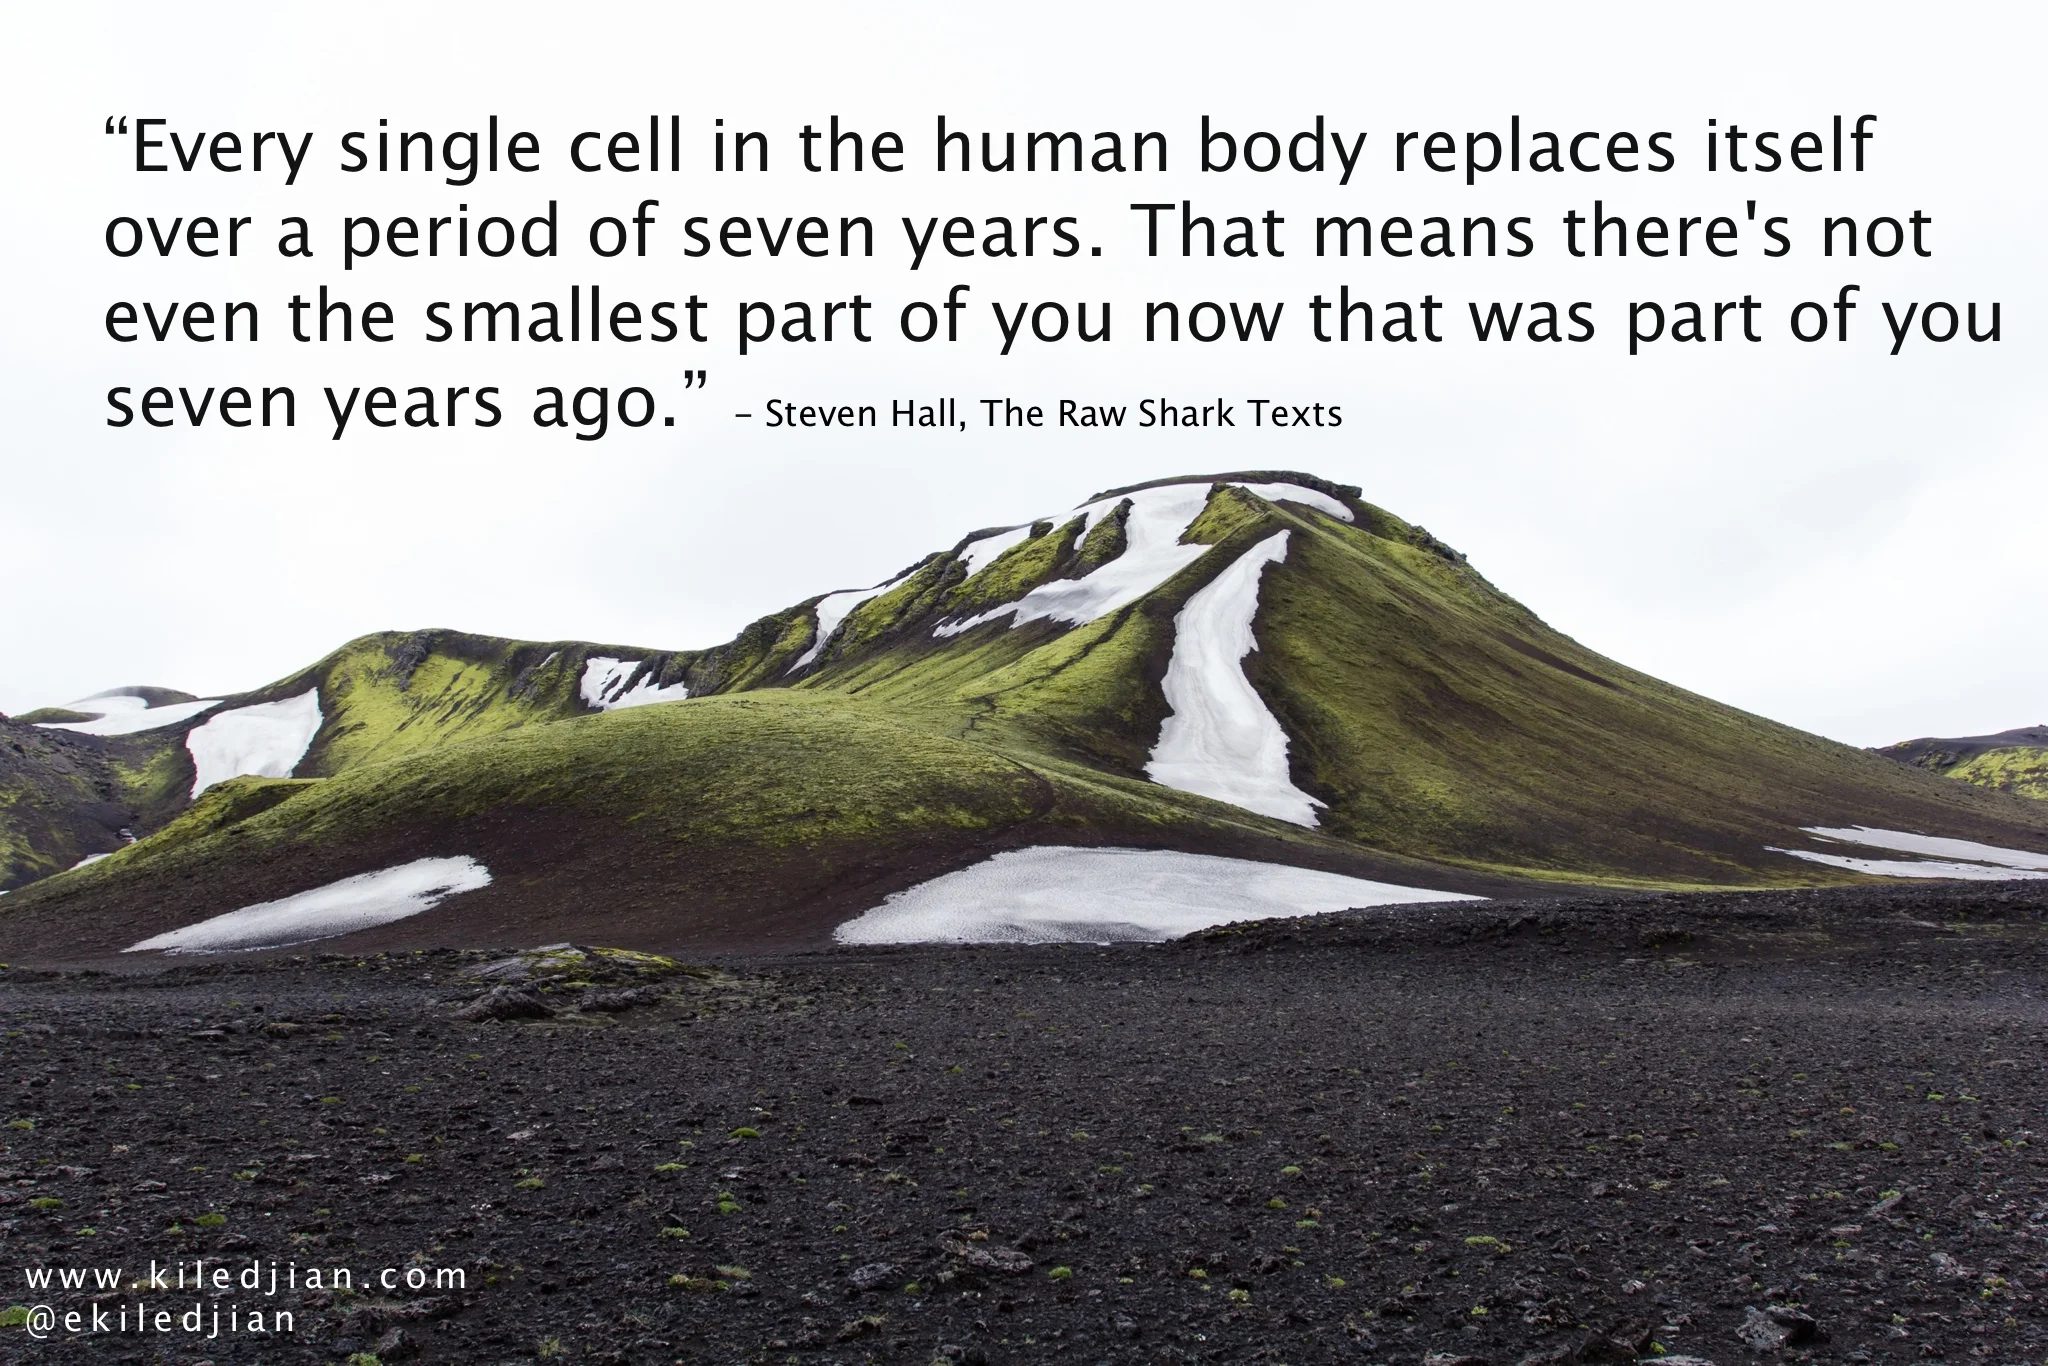 “Every single cell in the human body replaces itself
over a period of seven years. That means there's not
even the smallest part of you now that was part of you
seven years ago.” – Steven Hall, The Raw Shark Texts
www.kiledjian.com
@ekiledjian